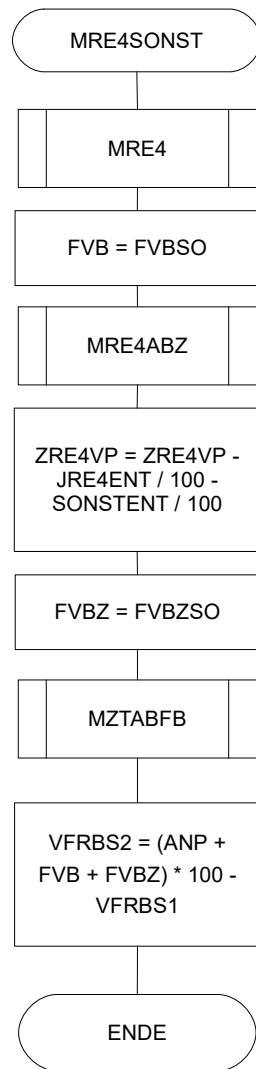 MRE4SONST
MRE4
FVB = FVBSO
MRE4ABZ
ZRE4VP = ZRE4VP -
JRE4ENT / 100 -
SONSTENT / 100
FVBZ = FVBZSO
MZTABFB
VFRBS2 = (ANP +
FVB + FVBZ) * 100 -
VFRBS1
ENDE